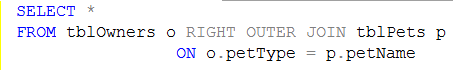 SELECT *
FROM tblOwners o RIGHT OUTER JOIN tblPets p
ON o.petType = p.petName